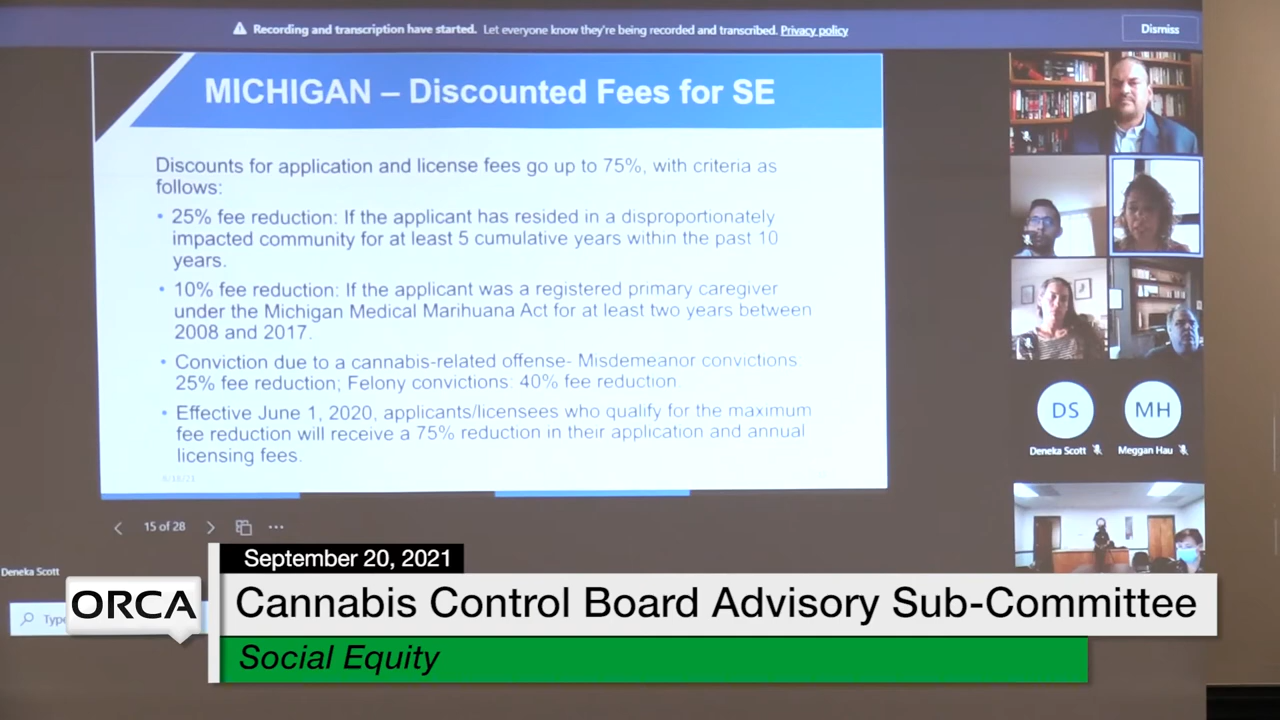 Recording and transcription have started. Let everyone know they're being recorded and transcribed. Privacy policy
Dismiss
MICHIGAN – Discounted Fees for SE
Discounts for application and license fees go up to 75%, with criteria as
follows:
• 25% fee reduction: If the applicant has resided in a disproportionately
impacted community for at least 5 cumulative years within the past 10
years.
• 10% fee reduction: If the applicant was a registered primary caregiver
under the Michigan Medical Marihuana Act for at least two years between
2008 and 2017.
• Conviction due to a cannabis-related offense- Misdemeanor convictions
25% fee reduction; Felony convictions: 40% fee reduction
• Effective June 1, 2020, applicants/licensees who qualify for the maximum
fee reduction will receive a 75% reduction in their application and annual
licensing fees.
15 of 28
DS
MH
Deneka Scott
Meggan Hau
Deneka Scott
Type
September 20, 2021
ORCA
Cannabis Control Board Advisory Sub-Committee
Social Equity